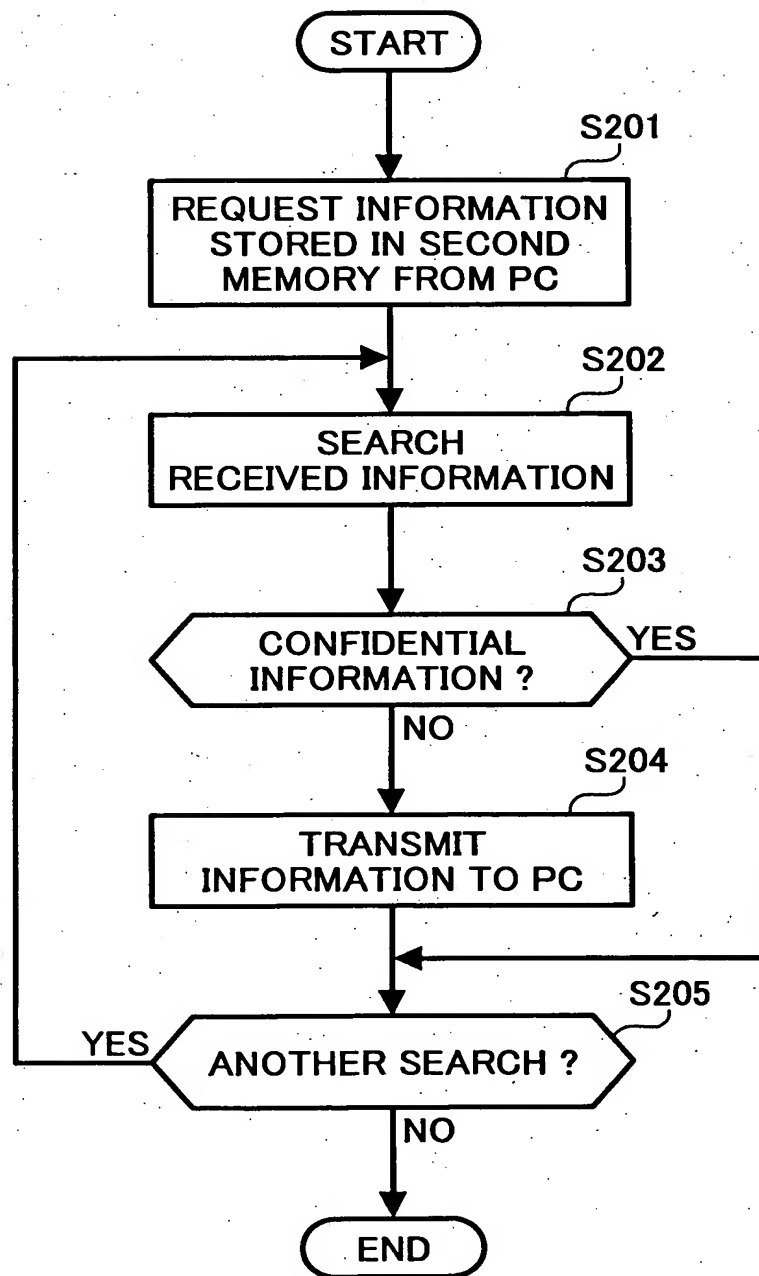 START
S201
REQUEST INFORMATION
STORED IN SECOND
MEMORY FROM PC
S202
SEARCH
RECEIVED INFORMATION
S203
CONFIDENTIAL
INFORMATION ?
YES
NO
S204
TRANSMIT
INFORMATION TO PC
S205
YES
ANOTHER SEARCH ?
NO
END